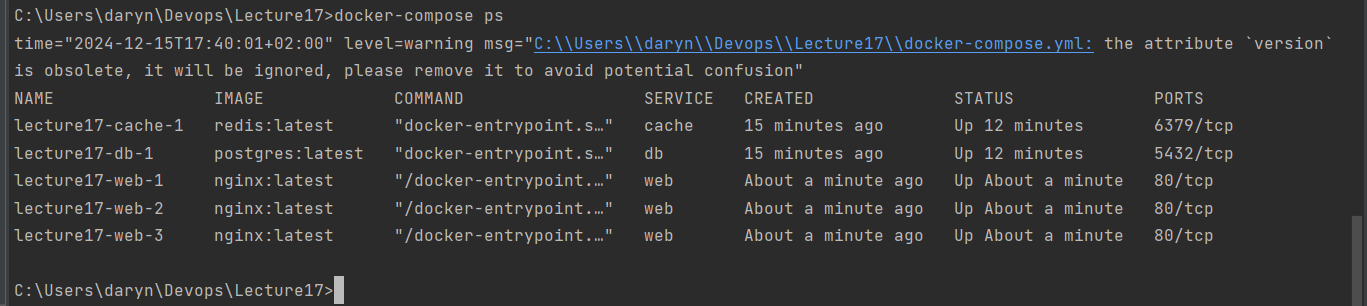 C:\Users\daryn\Devops\Lecture17>docker-compose ps
time="2024-12-15T17:40:01+02:00" level=warning msg="C:\\Users\\daryn\\Devops\\Lecture17\\docker-compose.yml: the attribute `version`
is obsolete, it will be ignored, please remove it to avoid potential confusion"
NAME                IMAGE             COMMAND                  SERVICE   CREATED              STATUS              PORTS
lecture17-cache-1   redis:latest      "docker-entrypoint.s…"   cache     15 minutes ago       Up 12 minutes       6379/tcp
lecture17-db-1      postgres:latest   "docker-entrypoint.s…"   db        15 minutes ago       Up 12 minutes       5432/tcp
lecture17-web-1     nginx:latest      "/docker-entrypoint.…"   web       About a minute ago   Up About a minute   80/tcp
lecture17-web-2     nginx:latest      "/docker-entrypoint.…"   web       About a minute ago   Up About a minute   80/tcp
lecture17-web-3     nginx:latest      "/docker-entrypoint.…"   web       About a minute ago   Up About a minute   80/tcp
C:\Users\daryn\Devops\Lecture17>